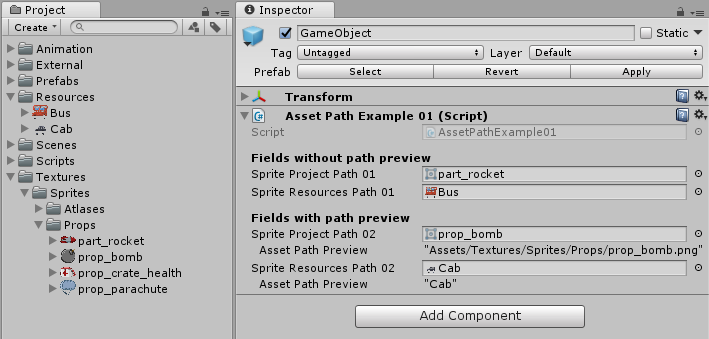 Project
Create
Animation
External
Prefabs
Resources
Bus
Cab
Scenes
Scripts
Textures
Sprites
Atlases
Props
part_rocket
prop_bomb
prop_crate_health
prop_parachute
Inspector
GameObject Static
Tag Untagged Layer Default
Prefab Select Revert Apply
Transform
Asset Path Example 01 (Script)
Script AssetPathExample01
Fields without path preview
Sprite Project Path 01 part_rocket
Sprite Resources Path 01 Bus
Fields with path preview
Sprite Project Path 02 prop_bomb
Asset Path Preview "Assets/Textures/Sprites/Props/prop_bomb.png"
Sprite Resources Path 02 Cab
Asset Path Preview "Cab"
Add Component